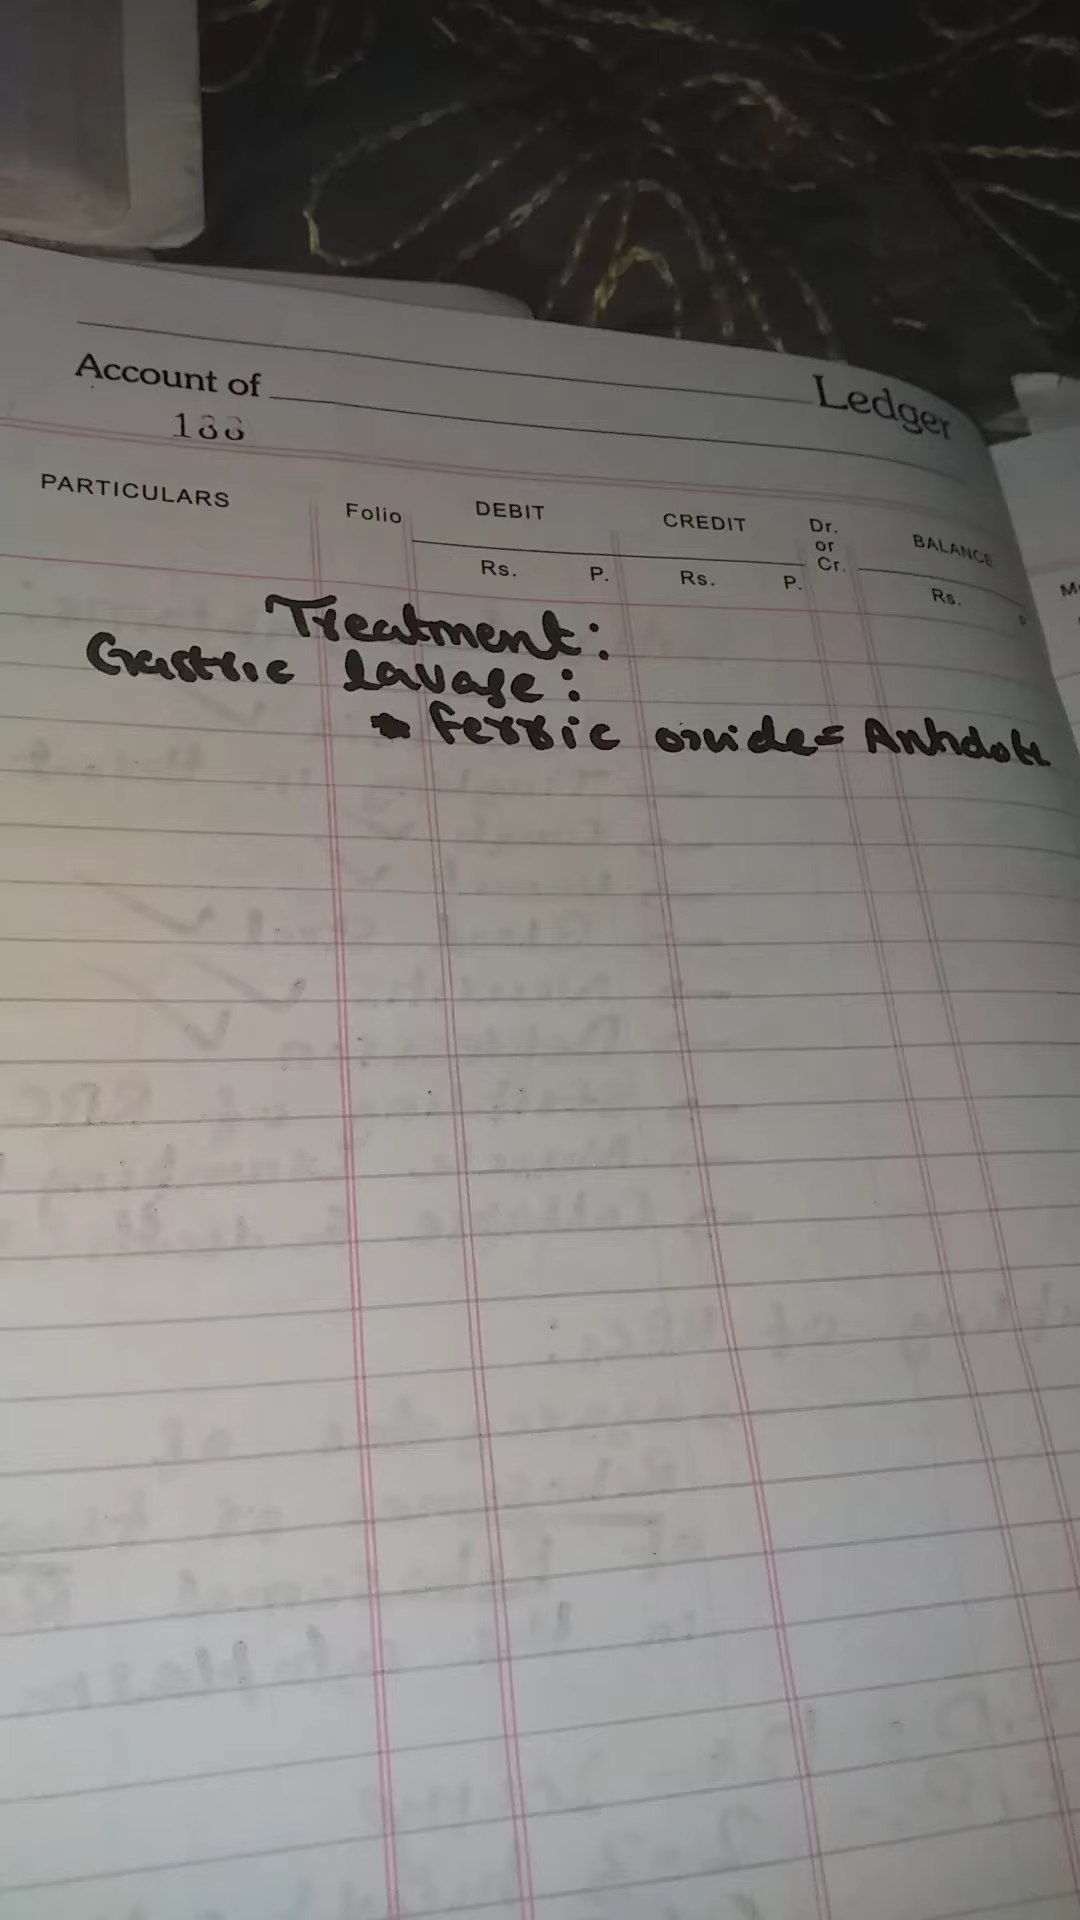 Account of Ledger
PARTICULARS Folio DEBIT CREDIT Dr. or Cr. BALANCE
Rs. P. Rs. P. Rs. P
Treatment:
Gastric lavage:
Ferric oxide = Antidote